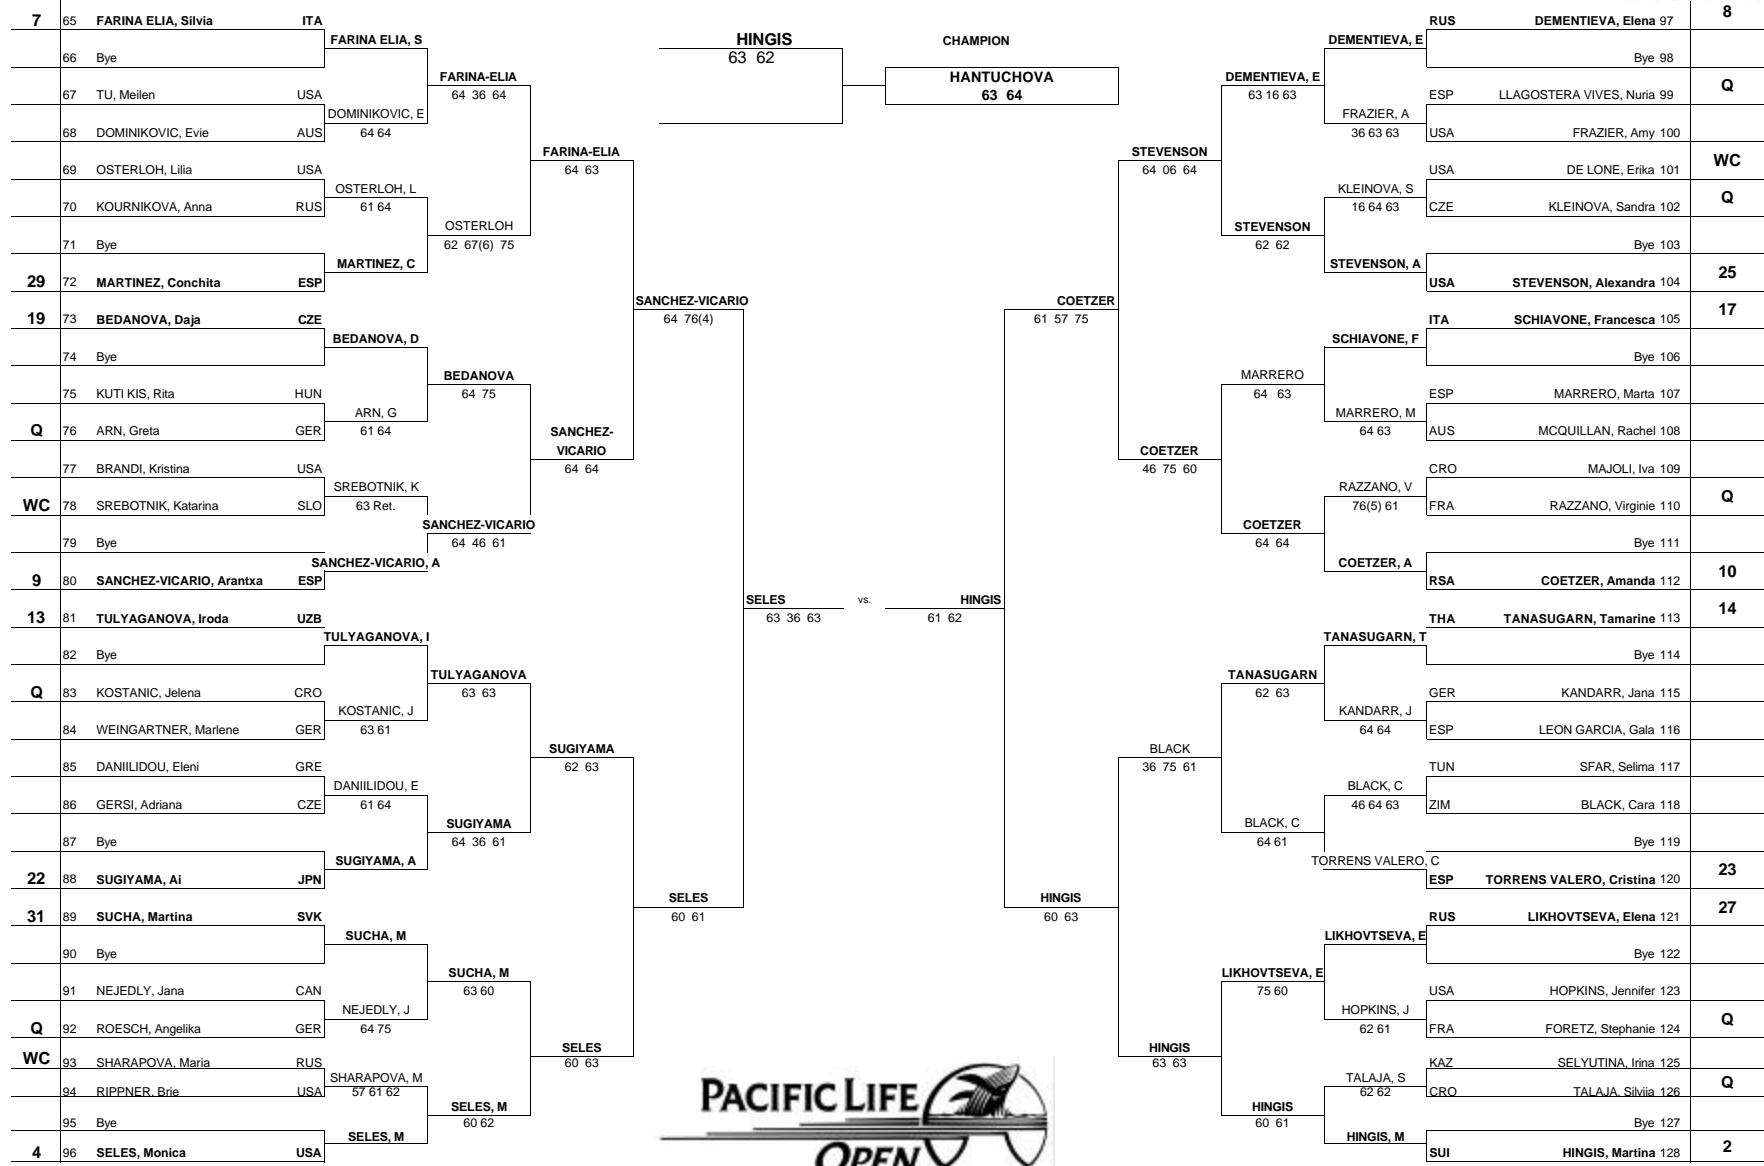 7 65 FARINA ELIA, Silvia ITA
66 Bye
67 TU, Meilen USA
68 DOMINIKOVIC, Evie AUS
69 OSTERLOH, Lilia USA
70 KOURNIKOVA, Anna RUS
71 Bye
29 72 MARTINEZ, Conchita ESP
19 73 BEDANOVA, Daja CZE
74 Bye
75 KUTI KIS, Rita HUN
Q 76 ARN, Greta GER
77 BRANDI, Kristina USA
WC 78 SREBOTNIK, Katarina SLO
79 Bye
9 80 SANCHEZ-VICARIO, Arantxa ESP
13 81 TULYAGANOVA, Iroda UZB
82 Bye
Q 83 KOSTANIC, Jelena CRO
84 WEINGARTNER, Marlene GER
85 DANIILIDOU, Eleni GRE
86 GERSI, Adriana CZE
87 Bye
22 88 SUGIYAMA, Ai JPN
31 89 SUCHA, Martina SVK
90 Bye
91 NEJEDLY, Jana CAN
Q 92 ROESCH, Angelika GER
WC 93 SHARAPOVA, Maria RUS
94 RIPPNER, Brie USA
95 Bye
4 96 SELES, Monica USA
FARINA ELIA, S
DOMINIKOVIC, E
64 64
OSTERLOH, L
61 64
MARTINEZ, C
BEDANOVA, D
ARN, G
61 64
SREBOTNIK, K
63 Ret.
SANCHEZ-VICARIO, A
TULYAGANOVA, I
KOSTANIC, J
63 61
DANIILIDOU, E
61 64
SUGIYAMA, A
SUCHA, M
NEJEDLY, J
64 75
SHARAPOVA, M
57 61 62
SELES, M
FARINA-ELIA
64 36 64
OSTERLOH
62 67(6) 75
BEDANOVA
64 75
SANCHEZ-VICARIO
64 46 61
TULYAGANOVA
63 63
SUGIYAMA
64 36 61
SUCHA, M
63 60
SELES, M
60 62
FARINA-ELIA
64 63
SANCHEZ-
VICARIO
64 64
SUGIYAMA
62 63
SELES
60 63
SANCHEZ-VICARIO
64 76(4)
SELES
60 61
SELES
63 36 63
vs.
HINGIS
61 62
HINGIS
63 62
CHAMPION
HANTUCHOVA
63 64
COETZER
61 57 75
HINGIS
60 63
STEVENSON
64 06 64
COETZER
46 75 60
BLACK
36 75 61
HINGIS
63 63
DEMENTIEVA, E
63 16 63
STEVENSON
62 62
MARRERO
64 63
COETZER
64 64
TANASUGARN
62 63
BLACK, C
64 61
LIKHOVTSEVA, E
75 60
HINGIS
60 61
DEMENTIEVA, E
FRAZIER, A
36 63 63
KLEINOVA, S
16 64 63
STEVENSON, A
SCHIAVONE, F
MARRERO, M
64 63
RAZZANO, V
76(5) 61
COETZER, A
TANASUGARN, T
KANDARR, J
64 64
BLACK, C
46 64 63
TORRENS VALERO, C
LIKHOVTSEVA, E
HOPKINS, J
62 61
TALAJA, S
62 62
HINGIS, M
RUS DEMENTIEVA, Elena 97 8
Bye 98
ESP LLAGOSTERA VIVES, Nuria 99 Q
USA FRAZIER, Amy 100
USA DE LONE, Erika 101 WC
CZE KLEINOVA, Sandra 102 Q
Bye 103
USA STEVENSON, Alexandra 104 25
ITA SCHIAVONE, Francesca 105 17
Bye 106
ESP MARRERO, Marta 107
AUS MCQUILLAN, Rachel 108
CRO MAJOLI, Iva 109
FRA RAZZANO, Virginie 110 Q
Bye 111
RSA COETZER, Amanda 112 10
THA TANASUGARN, Tamarine 113 14
Bye 114
GER KANDARR, Jana 115
ESP LEON GARCIA, Gala 116
TUN SFAR, Selima 117
ZIM BLACK, Cara 118
Bye 119
ESP TORRENS VALERO, Cristina 120 23
RUS LIKHOVTSEVA, Elena 121 27
Bye 122
USA HOPKINS, Jennifer 123
FRA FORETZ, Stephanie 124 Q
KAZ SELYUTINA, Irina 125
CRO TALAJA, Silvija 126 Q
Bye 127
SUI HINGIS, Martina 128 2
PACIFIC LIFE
OPEN